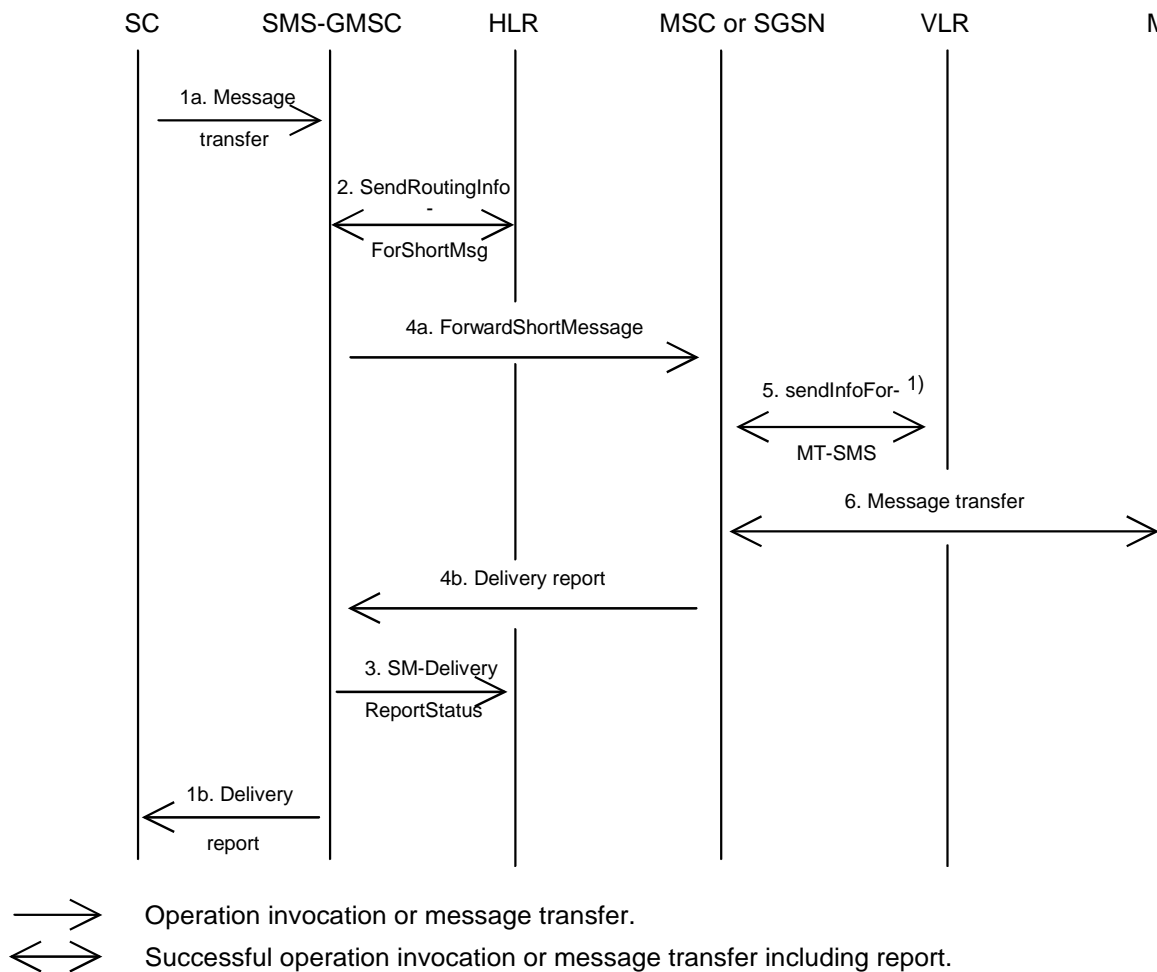 SC SMS-GMSC HLR MSC or SGSN VLR M
1a. Message
transfer
2. SendRoutingInfo
-
ForShortMsg
4a. ForwardShortMessage
5. sendInfoFor- 1)
MT-SMS
6. Message transfer
4b. Delivery report
3. SM-Delivery
ReportStatus
1b. Delivery
report
Operation invocation or message transfer.
Successful operation invocation or message transfer including report.